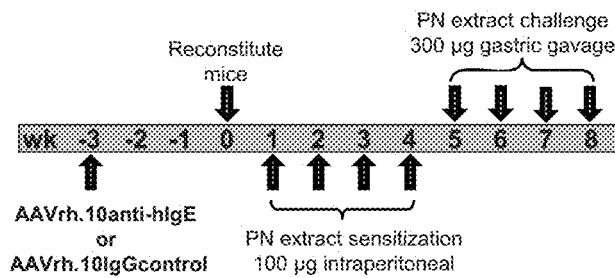 PN extract challenge
300 µg gastric gavage
Reconstitute
mice
wk -3 -2 -1 0 1 2 3 4 5 6 7 8
AAVrh.10anti-hIgE
or
AAVrh.10IgGcontrol
PN extract sensitization
100 µg intraperitoneal